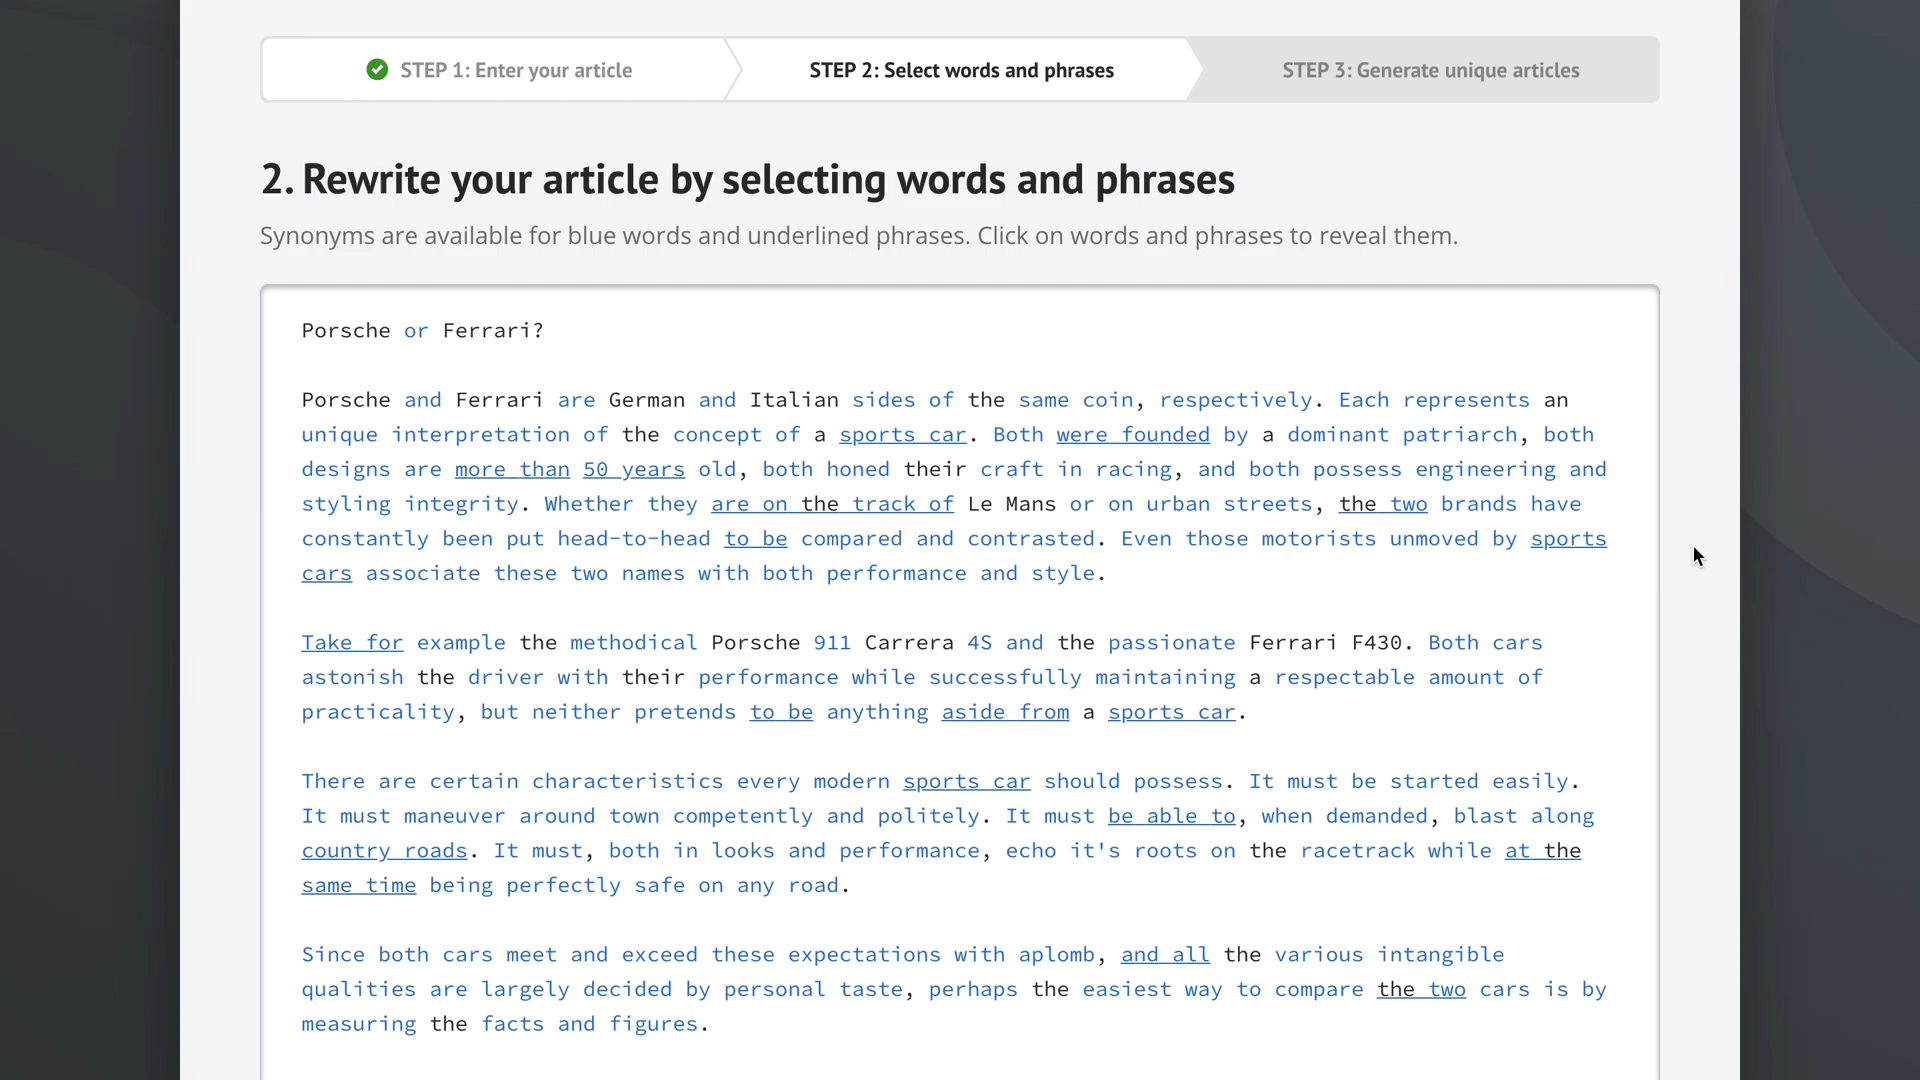 STEP 1: Enter your article
STEP 2: Select words and phrases
STEP 3: Generate unique articles
2. Rewrite your article by selecting words and phrases
Synonyms are available for blue words and underlined phrases. Click on words and phrases to reveal them.
Porsche or Ferrari?
Porsche and Ferrari are German and Italian sides of the same coin, respectively. Each represents an
unique interpretation of the concept of a sports car. Both were founded by a dominant patriarch, both
designs are more than 50 years old, both honed their craft in racing, and both possess engineering and
styling integrity. Whether they are on the track of Le Mans or on urban streets, the two brands have
constantly been put head-to-head to be compared and contrasted. Even those motorists unmoved by sports
cars associate these two names with both performance and style.
Take for example the methodical Porsche 911 Carrera 4S and the passionate Ferrari F430. Both cars
astonish the driver with their performance while successfully maintaining a respectable amount of
practicality, but neither pretends to be anything aside from a sports car.
There are certain characteristics every modern sports car should possess. It must be started easily.
It must maneuver around town competently and politely. It must be able to, when demanded, blast along
country roads. It must, both in looks and performance, echo it's roots on the racetrack while at the
same time being perfectly safe on any road.
Since both cars meet and exceed these expectations with aplomb, and all the various intangible
qualities are largely decided by personal taste, perhaps the easiest way to compare the two cars is by
measuring the facts and figures.